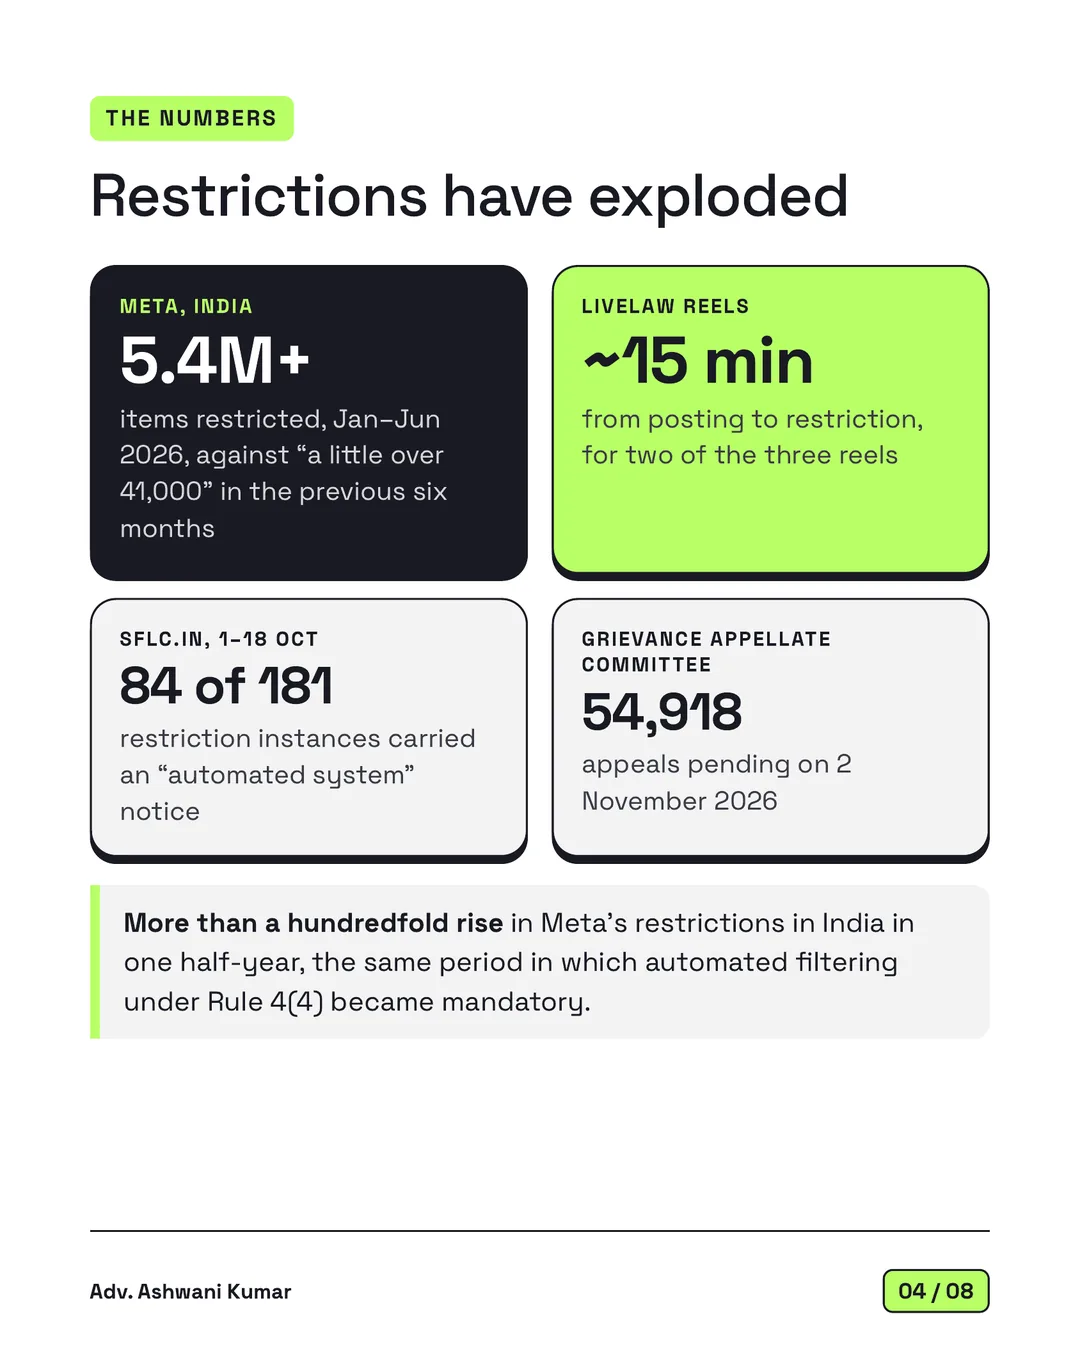 THE NUMBERS
Restrictions have exploded
META, INDIA
5.4M+
items restricted, Jan–Jun
2026, against “a little over
41,000” in the previous six
months
LIVELAW REELS
~15 min
from posting to restriction,
for two of the three reels
SFLC.IN, 1–18 OCT
84 of 181
restriction instances carried
an “automated system”
notice
GRIEVANCE APPELLATE
COMMITTEE
54,918
appeals pending on 2
November 2026
More than a hundredfold rise in Meta’s restrictions in India in
one half-year, the same period in which automated filtering
under Rule 4(4) became mandatory.
Adv. Ashwani Kumar
04 / 08